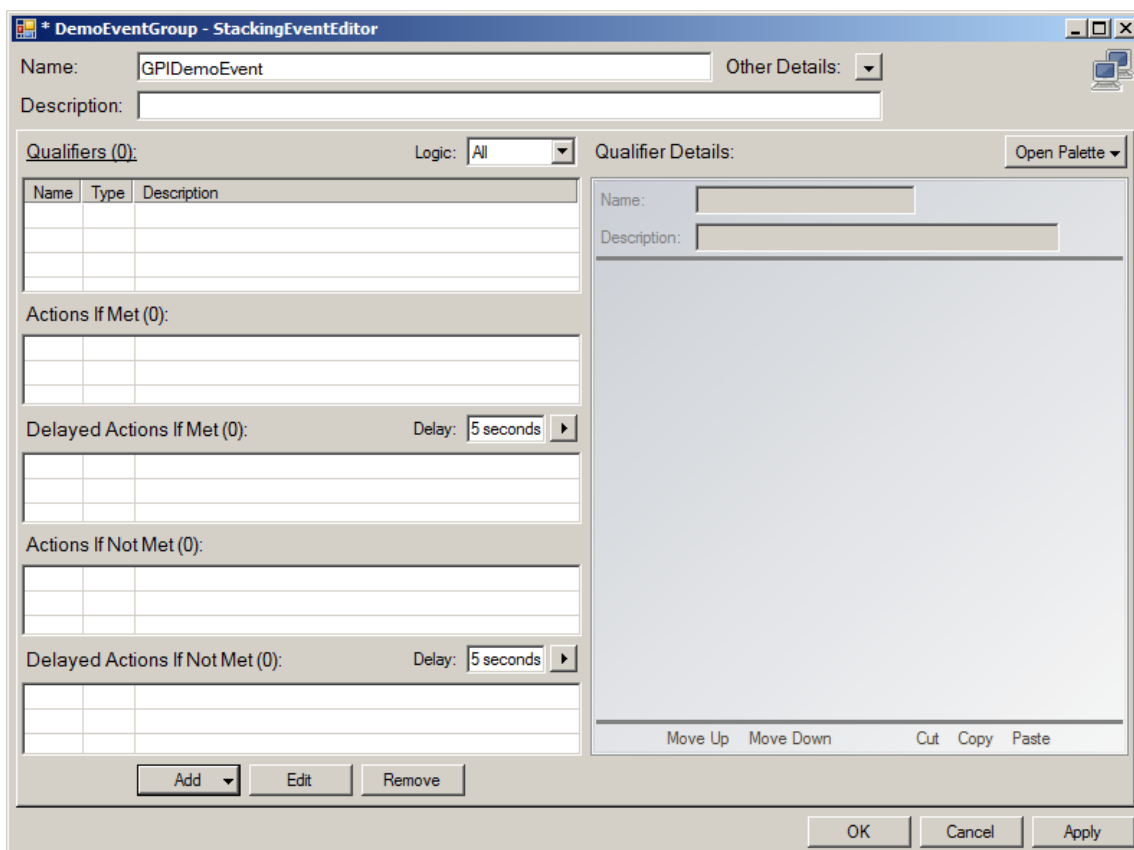 * DemoEventGroup - StackingEventEditor
Name: GPIDemoEvent Other Details:
Description:
Qualifiers (0): Logic: All Qualifier Details: Open Palette
Name Type Description
Name:
Description:
Actions If Met (0):
Delayed Actions If Met (0): Delay: 5 seconds
Actions If Not Met (0):
Delayed Actions If Not Met (0): Delay: 5 seconds
Move Up Move Down Cut Copy Paste
Add Edit Remove
OK Cancel Apply